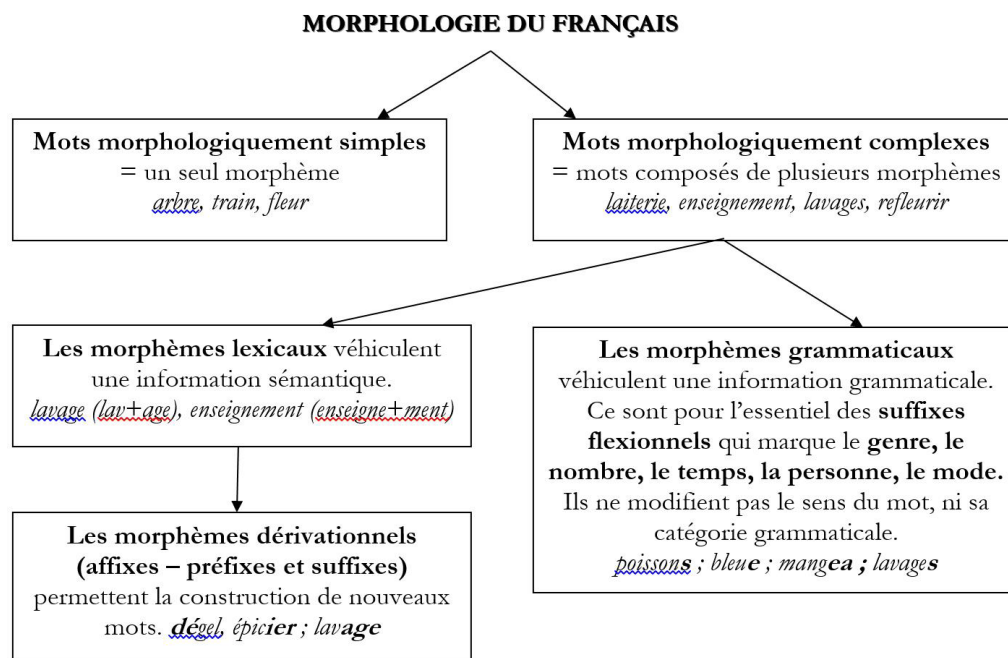 MORPHOLOGIE DU FRANÇAIS
Mots morphologiquement simples
= un seul morphème
arbre, train, fleur
Mots morphologiquement complexes
= mots composés de plusieurs morphèmes
laiterie, enseignement, lavages, refleurir
Les morphèmes lexicaux véhiculent
une information sémantique.
lavage (lav+age), enseignement (enseigne+ment)
Les morphèmes grammaticaux
véhiculent une information grammaticale.
Ce sont pour l'essentiel des suffixes
flexionnels qui marque le genre, le
nombre, le temps, la personne, le mode.
Ils ne modifient pas le sens du mot, ni sa
catégorie grammaticale.
poissons ; bleue ; mangea ; lavages
Les morphèmes dérivationnels
(affixes – préfixes et suffixes)
permettent la construction de nouveaux
mots. dégel, épicier ; lavage